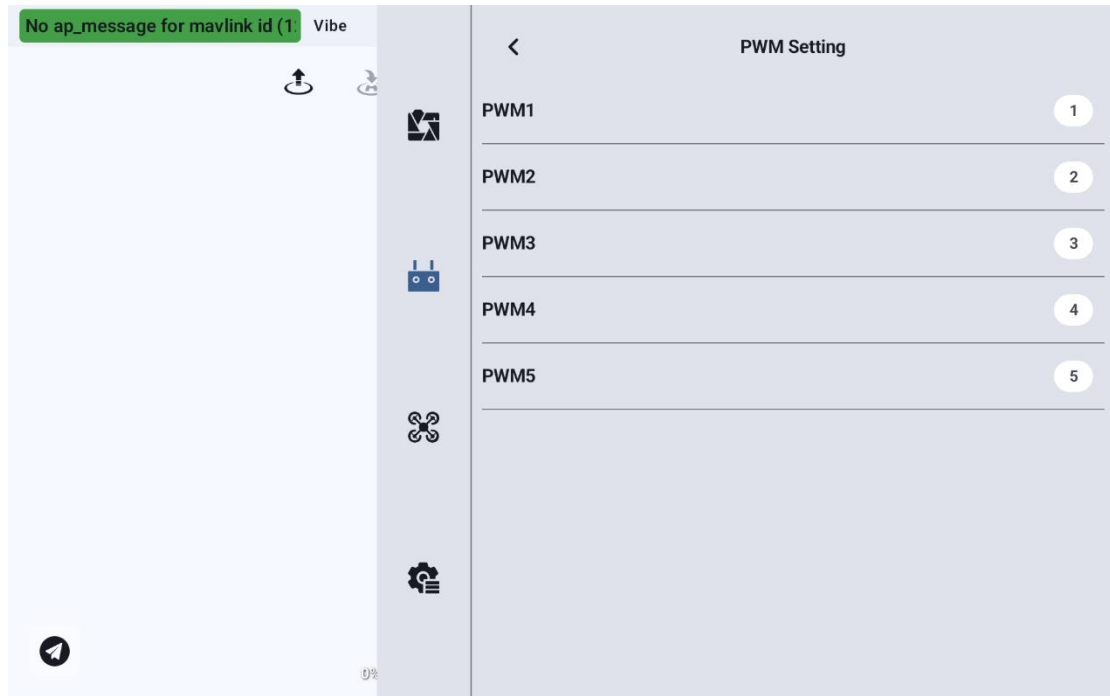 No ap_message for mavlink id (1
Vibe
PWM Setting
PWM1
1
PWM2
2
PWM3
3
PWM4
4
PWM5
5
0%